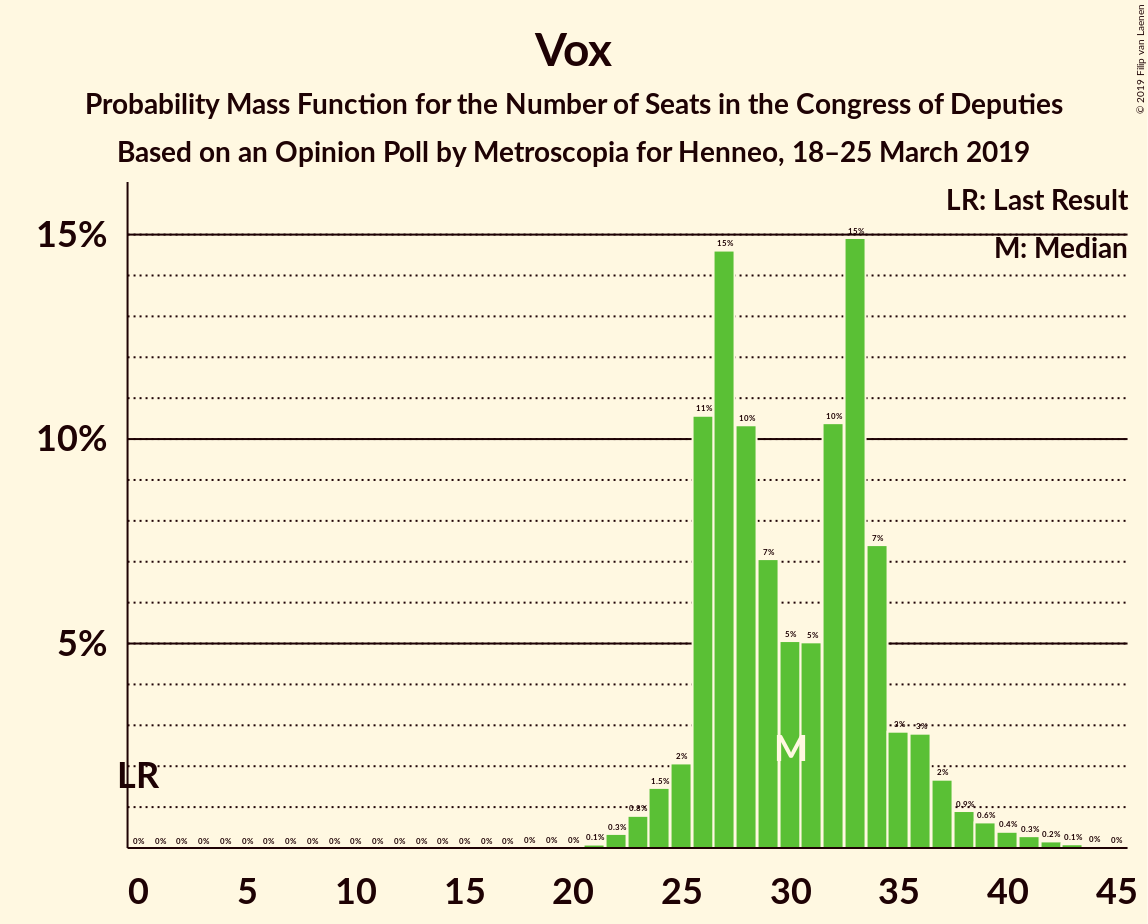 Vox
Probability Mass Function for the Number of Seats in the Congress of Deputies
Based on an Opinion Poll by Metroscopia for Henneo, 18–25 March 2019
© 2019 Filip van Laenen
LR: Last Result
M: Median
15%
10%
5%
LR
M
0% 0% 0% 0% 0% 0% 0% 0% 0% 0% 0% 0% 0% 0% 0% 0% 0% 0% 0% 0% 0% 0.1% 0.3% 0.8% 1.5% 2% 11% 15% 10% 7% 5% 5% 10% 15% 7% 3% 3% 2% 0.9% 0.6% 0.4% 0.3% 0.2% 0.1% 0% 0%
0 5 10 15 20 25 30 35 40 45